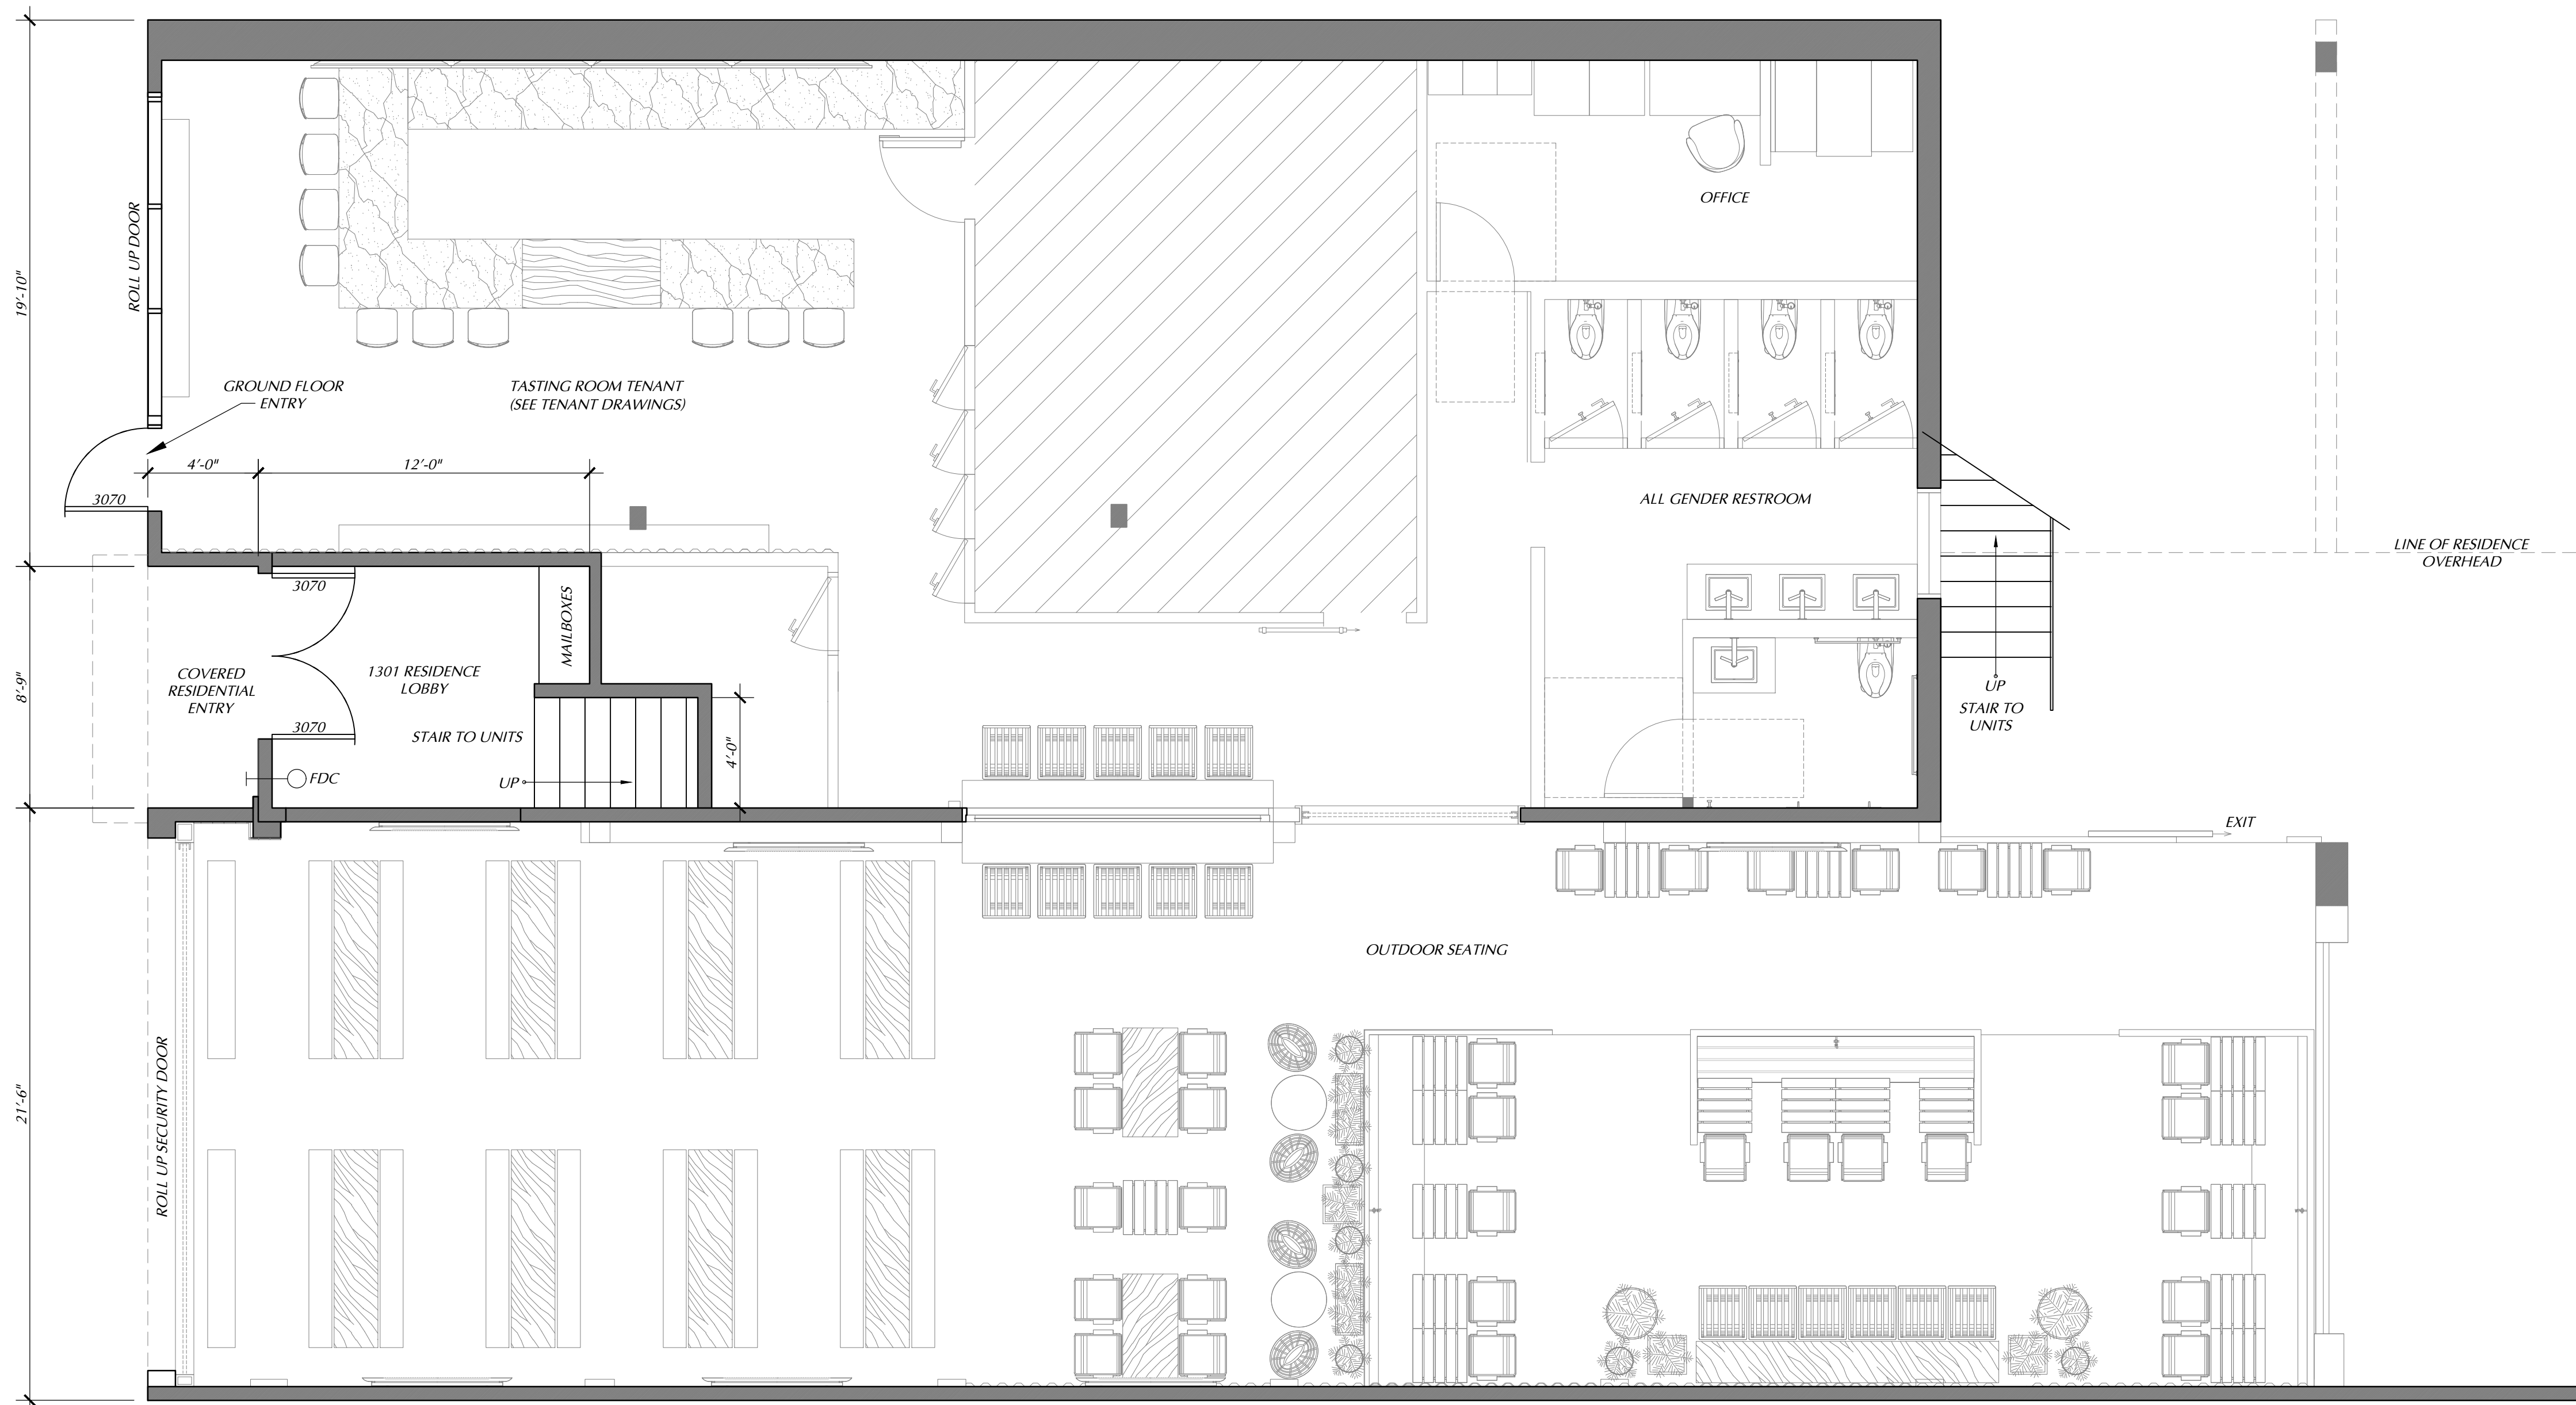 19'-10"
ROLL UP DOOR
OFFICE
GROUND FLOOR
ENTRY
TASTING ROOM TENANT
(SEE TENANT DRAWINGS)
4'-0"
12'-0"
3070
ALL GENDER RESTROOM
LINE OF RESIDENCE
OVERHEAD
8'-9"
3070
MAILBOXES
COVERED
RESIDENTIAL
ENTRY
1301 RESIDENCE
LOBBY
3070
STAIR TO UNITS
UP
FDC
4'-0"
UP
STAIR TO
UNITS
EXIT
OUTDOOR SEATING
21'-6"
ROLL UP SECURITY DOOR